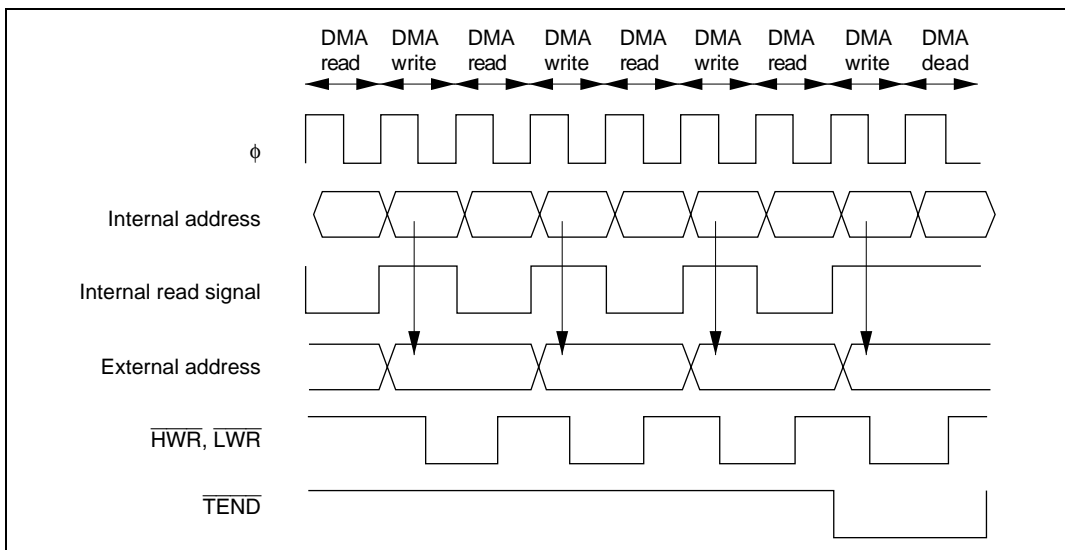 DMA DMA DMA DMA DMA DMA DMA DMA DMA
read write read write read write read write dead
φ
Internal address
Internal read signal
External address
HWR, LWR
TEND